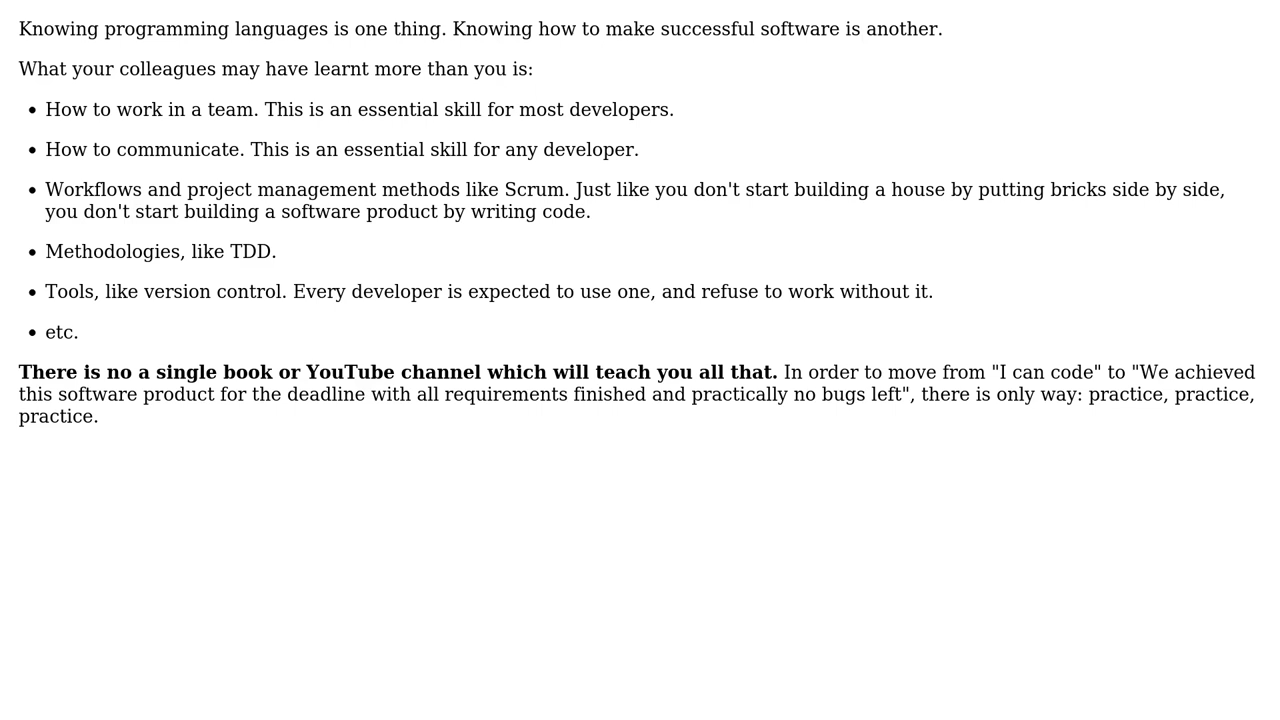 Knowing programming languages is one thing. Knowing how to make successful software is another.
What your colleagues may have learnt more than you is:
• How to work in a team. This is an essential skill for most developers.
• How to communicate. This is an essential skill for any developer.
• Workflows and project management methods like Scrum. Just like you don't start building a house by putting bricks side by side,
you don't start building a software product by writing code.
• Methodologies, like TDD.
• Tools, like version control. Every developer is expected to use one, and refuse to work without it.
• etc.
There is no a single book or YouTube channel which will teach you all that. In order to move from "I can code" to "We achieved
this software product for the deadline with all requirements finished and practically no bugs left", there is only way: practice, practice,
practice.